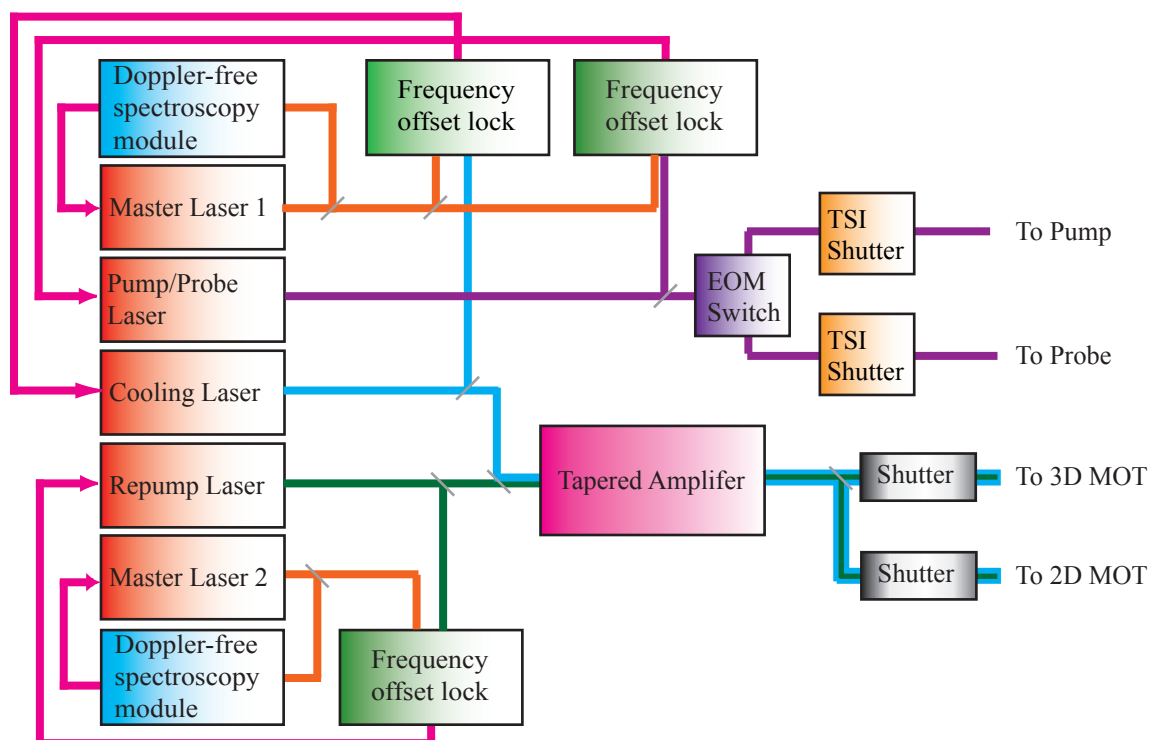 Doppler-free
spectroscopy
module
Frequency
offset lock
Frequency
offset lock
Master Laser 1
TSI
Shutter
To Pump
Pump/Probe
Laser
EOM
Switch
TSI
Shutter
To Probe
Cooling Laser
Repump Laser
Tapered Amplifer
Shutter
To 3D MOT
Master Laser 2
Shutter
To 2D MOT
Doppler-free
spectroscopy
module
Frequency
offset lock